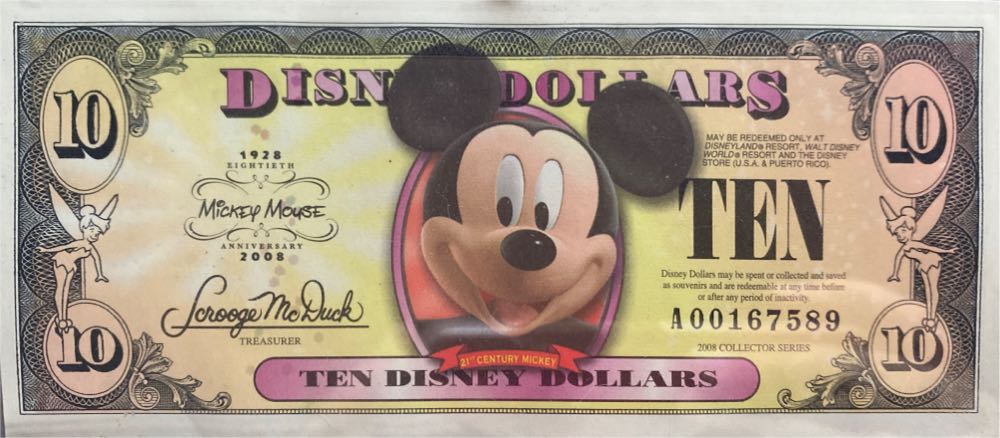 DISNEY DOLLARS
10
10
1928
EIGHTIETH
MICKEY MOUSE
ANNIVERSARY
2008
Scrooge McDuck
TREASURER
MAY BE REDEEMED ONLY AT
DISNEYLAND® RESORT, WALT DISNEY
WORLD® RESORT AND THE DISNEY
STORE (U.S.A. & PUERTO RICO).
TEN
Disney Dollars may be spent or collected and saved
as souvenirs and are redeemable at any time before
or after any period of inactivity.
A00167589
2008 COLLECTOR SERIES
10
10
21ST CENTURY MICKEY
TEN DISNEY DOLLARS